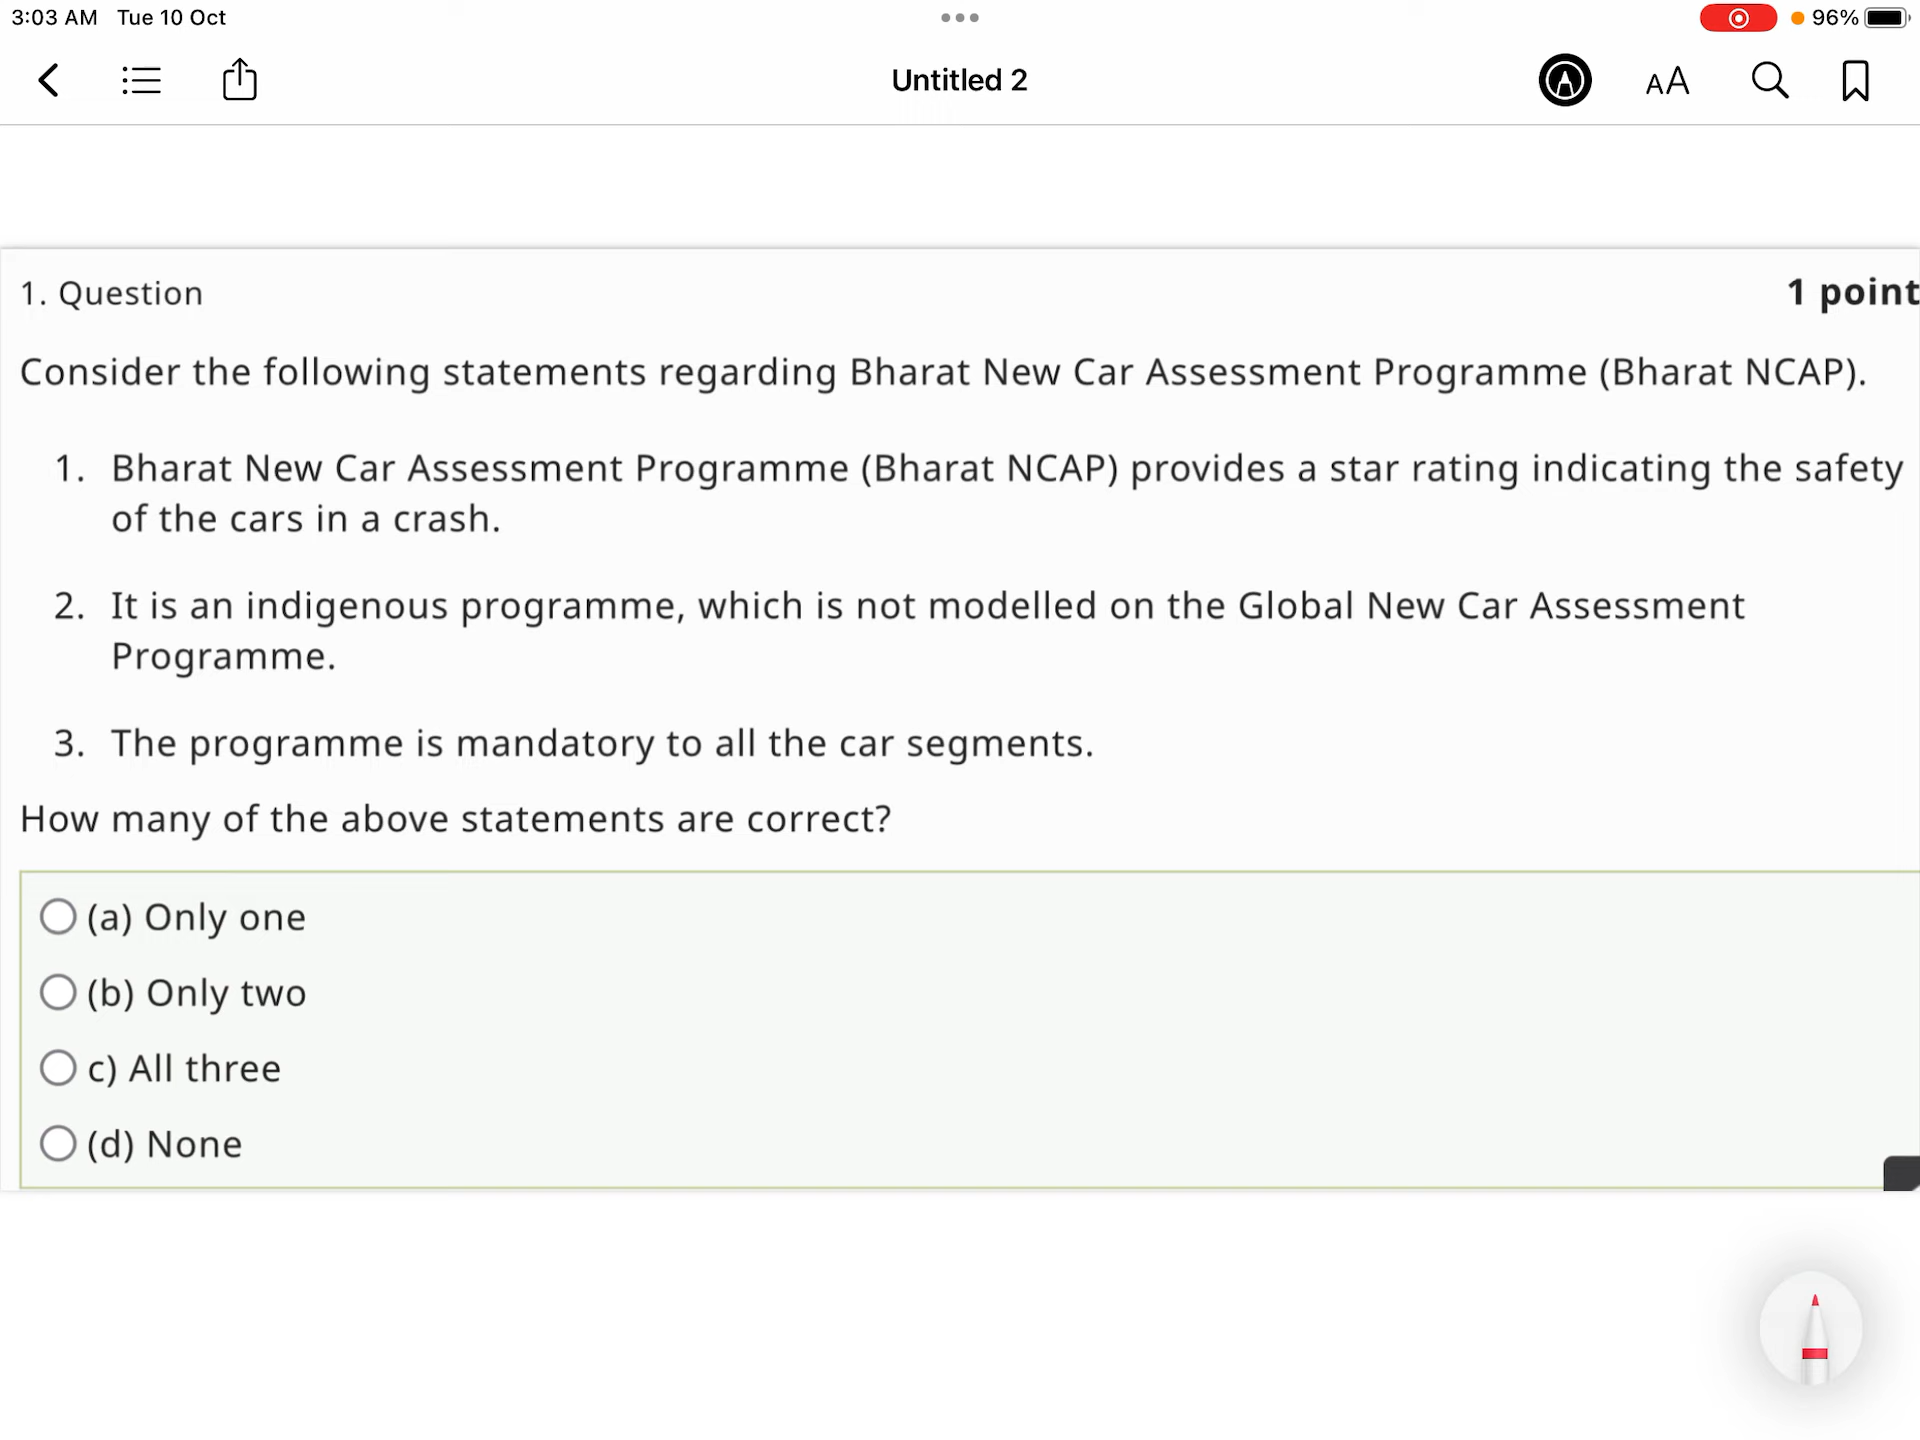 3:03 AM Tue 10 Oct
96%
Untitled 2
AA
1. Question
1 point
Consider the following statements regarding Bharat New Car Assessment Programme (Bharat NCAP).
1. Bharat New Car Assessment Programme (Bharat NCAP) provides a star rating indicating the safety
of the cars in a crash.
2. It is an indigenous programme, which is not modelled on the Global New Car Assessment
Programme.
3. The programme is mandatory to all the car segments.
How many of the above statements are correct?
(a) Only one
(b) Only two
c) All three
(d) None